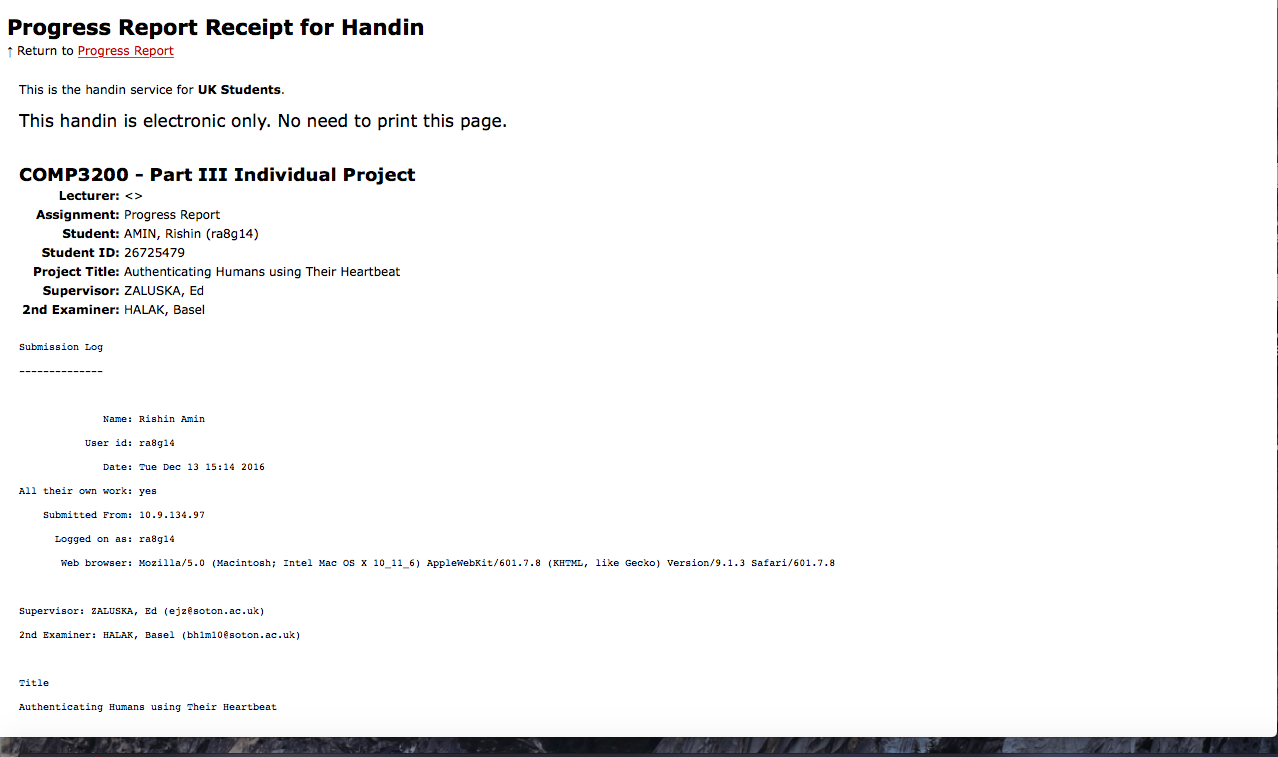 Progress Report Receipt for Handin
↑ Return to Progress Report
This is the handin service for UK Students.
This handin is electronic only. No need to print this page.
COMP3200 - Part III Individual Project
Lecturer: <>
Assignment: Progress Report
Student: AMIN, Rishin (ra8g14)
Student ID: 26725479
Project Title: Authenticating Humans using Their Heartbeat
Supervisor: ZALUSKA, Ed
2nd Examiner: HALAK, Basel
Submission Log
--------------
Name: Rishin Amin
User id: ra8g14
Date: Tue Dec 13 15:14 2016
All their own work: yes
Submitted From: 10.9.134.97
Logged on as: ra8g14
Web browser: Mozilla/5.0 (Macintosh; Intel Mac OS X 10_11_6) AppleWebKit/601.7.8 (KHTML, like Gecko) Version/9.1.3 Safari/601.7.8
Supervisor: ZALUSKA, Ed (ejz@soton.ac.uk)
2nd Examiner: HALAK, Basel (bh1m10@soton.ac.uk)
Title
Authenticating Humans using Their Heartbeat